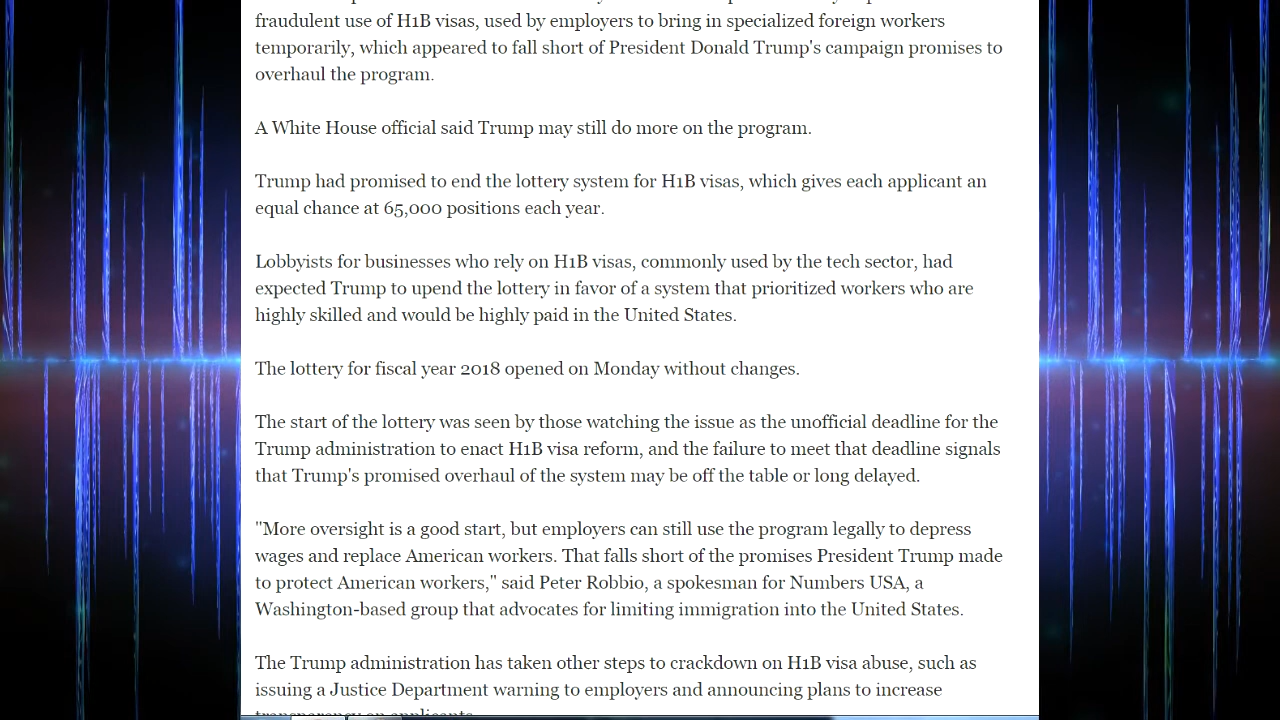 fraudulent use of H1B visas, used by employers to bring in specialized foreign workers
temporarily, which appeared to fall short of President Donald Trump's campaign promises to
overhaul the program.
A White House official said Trump may still do more on the program.
Trump had promised to end the lottery system for H1B visas, which gives each applicant an
equal chance at 65,000 positions each year.
Lobbyists for businesses who rely on H1B visas, commonly used by the tech sector, had
expected Trump to upend the lottery in favor of a system that prioritized workers who are
highly skilled and would be highly paid in the United States.
The lottery for fiscal year 2018 opened on Monday without changes.
The start of the lottery was seen by those watching the issue as the unofficial deadline for the
Trump administration to enact H1B visa reform, and the failure to meet that deadline signals
that Trump's promised overhaul of the system may be off the table or long delayed.
"More oversight is a good start, but employers can still use the program legally to depress
wages and replace American workers. That falls short of the promises President Trump made
to protect American workers," said Peter Robbio, a spokesman for Numbers USA, a
Washington-based group that advocates for limiting immigration into the United States.
The Trump administration has taken other steps to crackdown on H1B visa abuse, such as
issuing a Justice Department warning to employers and announcing plans to increase
transparency on applicants.